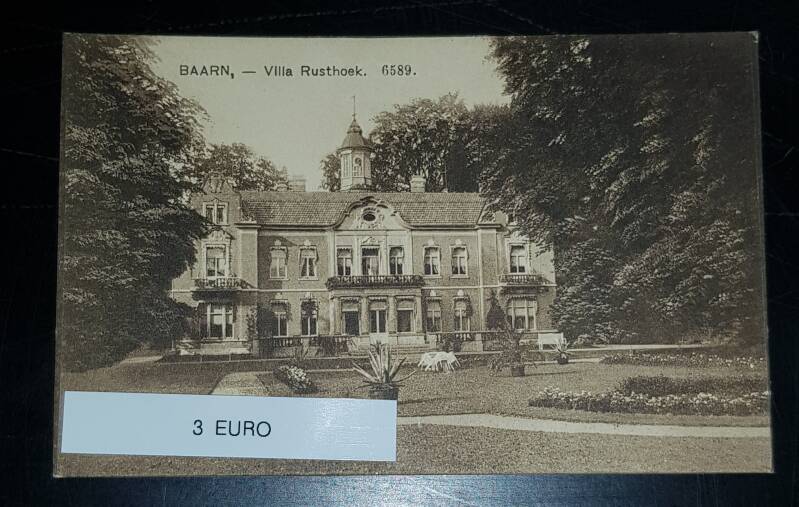 BAARN, — Villa Rusthoek. 6589.
3 EURO